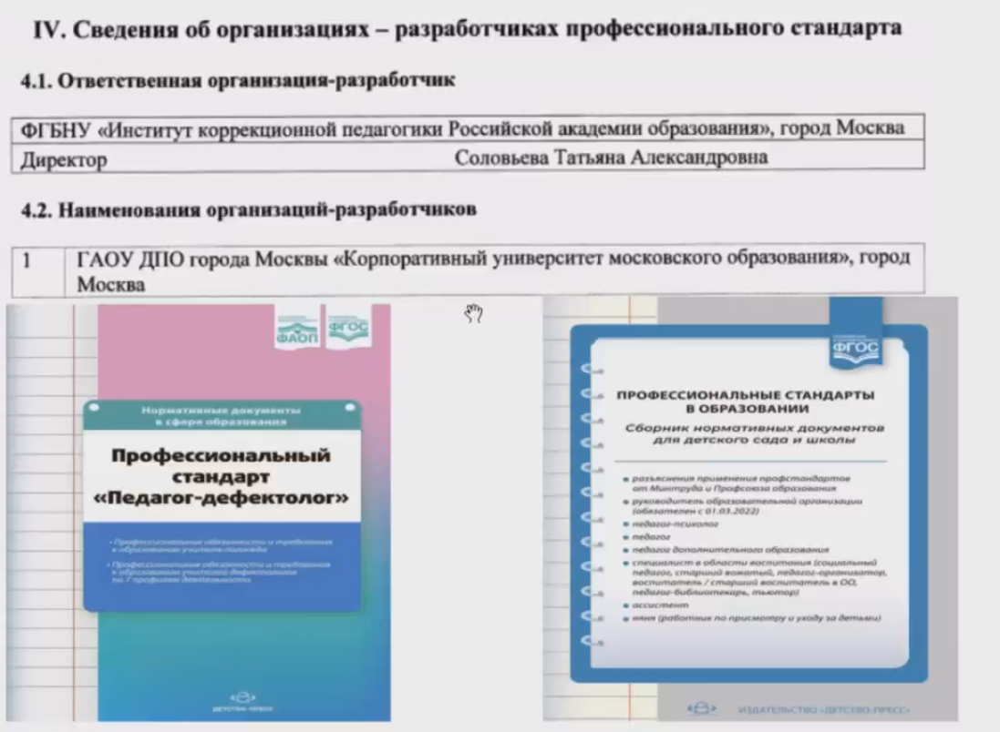 IV. Сведения об организациях – разработчиках профессионального стандарта
4.1. Ответственная организация-разработчик
ФГБНУ «Институт коррекционной педагогики Российской академии образования», город Москва
Директор Соловьева Татьяна Александровна
4.2. Наименования организаций-разработчиков
1 ГАОУ ДПО города Москвы «Корпоративный университет московского образования», город
Москва
ФАОП ФГОС
Нормативные документы
в сфере образования
Профессиональный
стандарт
«Педагог-дефектолог»
• Профессиональные обязанности и требования
к образованию учителя-логопеда
• Профессиональные обязанности и требования
к образованию учителя-дефектолога
по 7 профилям деятельности
ДЕТСТВО-ПРЕСС
ФГОС
ПРОФЕССИОНАЛЬНЫЕ СТАНДАРТЫ
В ОБРАЗОВАНИИ
Сборник нормативных документов
для детского сада и школы
• разъяснения применения профстандартов
от Минтруда и Профсоюза образования
• руководитель образовательной организации
(обязателен с 01.03.2022)
• педагог-психолог
• педагог
• педагог дополнительного образования
• специалист в области воспитания (социальный
педагог, старший вожатый, педагог-организатор,
воспитатель / старший воспитатель в ОО,
педагог-библиотекарь, тьютор)
• ассистент
• няня (работник по присмотру и уходу за детьми)
ИЗДАТЕЛЬСТВО «ДЕТСТВО-ПРЕСС»